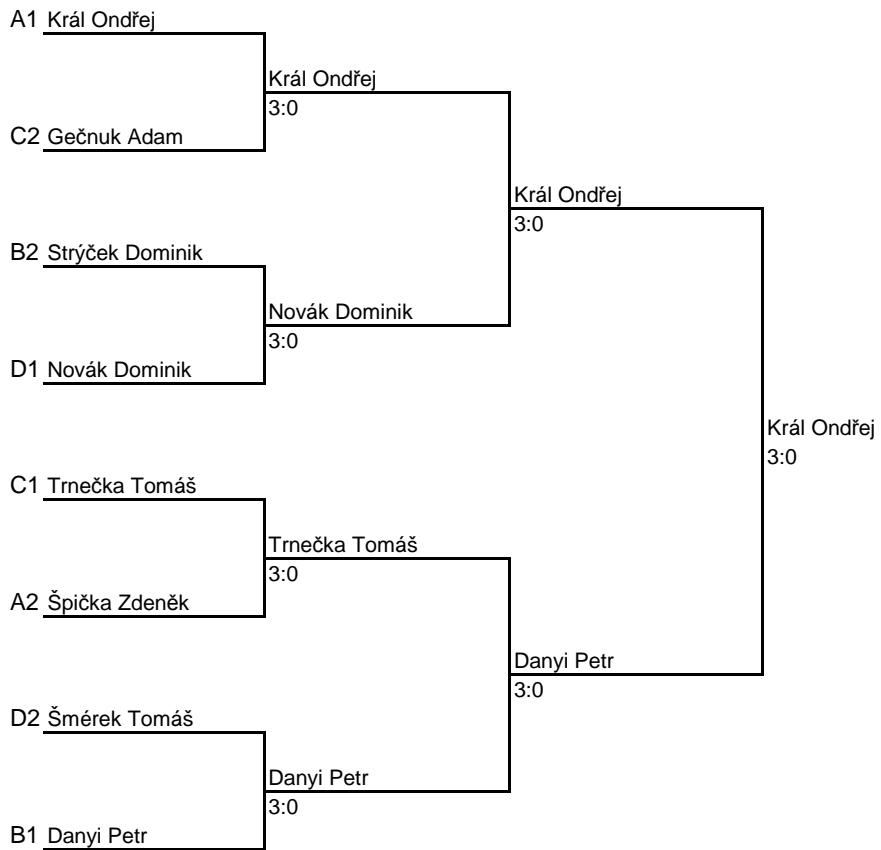 A1 Král Ondřej
Král Ondřej
3:0
C2 Gečnuk Adam
Král Ondřej
3:0
B2 Strýček Dominik
Novák Dominik
3:0
D1 Novák Dominik
Král Ondřej
3:0
C1 Trnečka Tomáš
Trnečka Tomáš
3:0
A2 Špička Zdeněk
Danyi Petr
3:0
D2 Šmérek Tomáš
Danyi Petr
3:0
B1 Danyi Petr